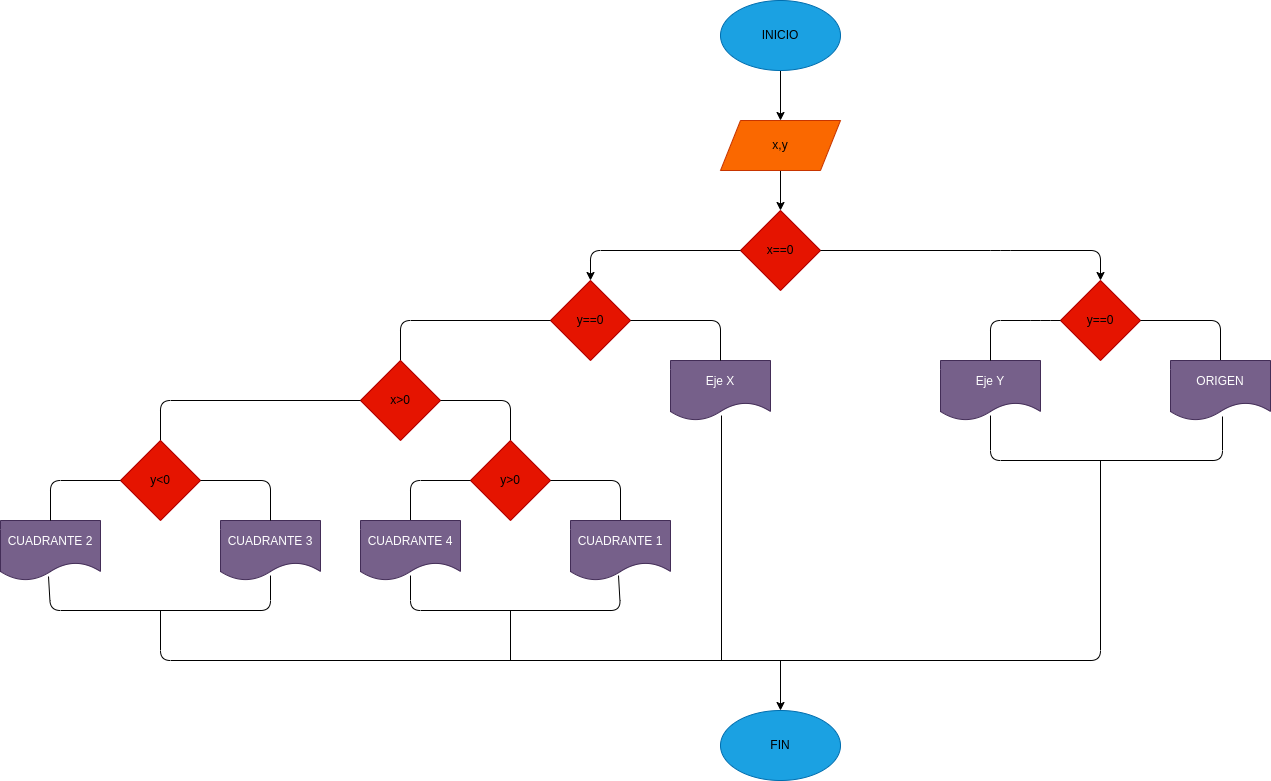 INICIO
x,y
x==0
y==0
y==0
Eje X
Eje Y
ORIGEN
x>0
y<0
y>0
CUADRANTE 2
CUADRANTE 3
CUADRANTE 4
CUADRANTE 1
FIN